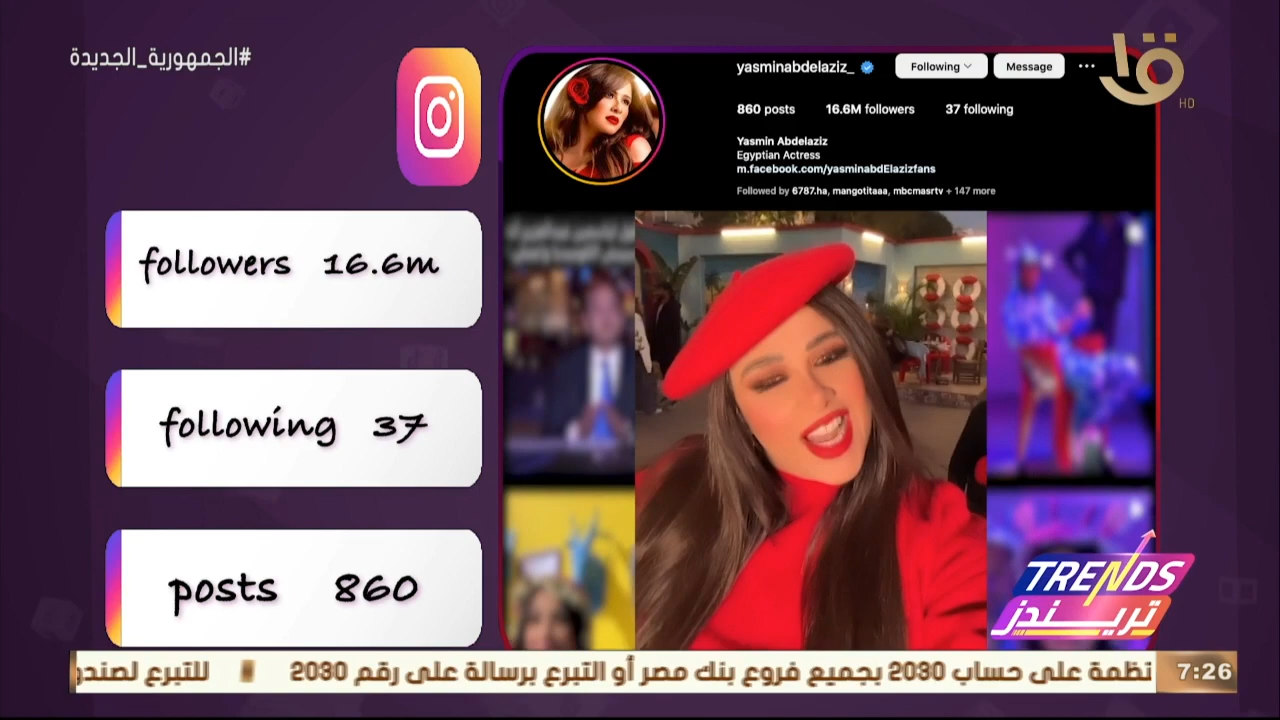 #الجمهورية_الجديدة
yasminabdelaziz_
Following
Message
HD
860 posts 16.6M followers 37 following
Yasmin Abdelaziz
Egyptian Actress
m.facebook.com/yasminabdElazizfans
Followed by 6787.ha, mangotitaaa, mbcmasrtv + 147 more
followers 16.6m
following 37
posts 860
TRENDS
تريندز
تظمة على حساب 2030 بجميع فروع بنك مصر أو التبرع برسالة على رقم 2030 للتبرع لصندو
7:26